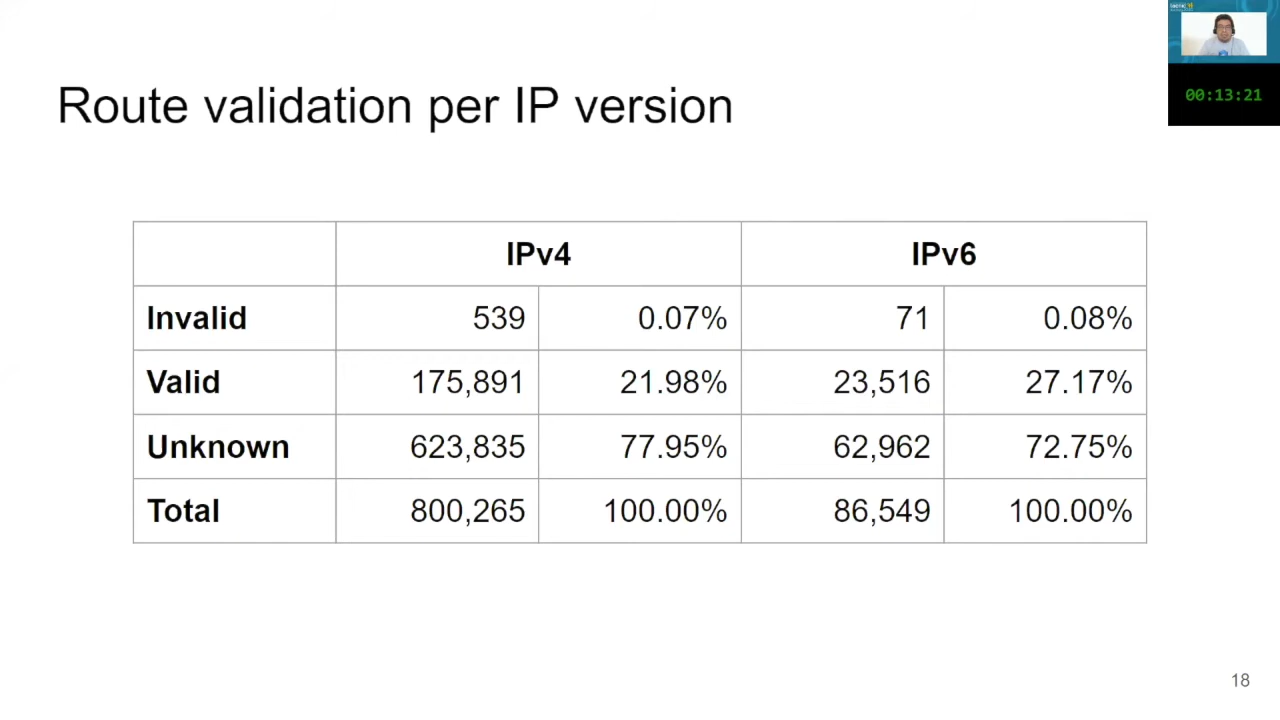 00:13:21
Route validation per IP version
IPv4 IPv6
Invalid 539 0.07% 71 0.08%
Valid 175,891 21.98% 23,516 27.17%
Unknown 623,835 77.95% 62,962 72.75%
Total 800,265 100.00% 86,549 100.00%
18